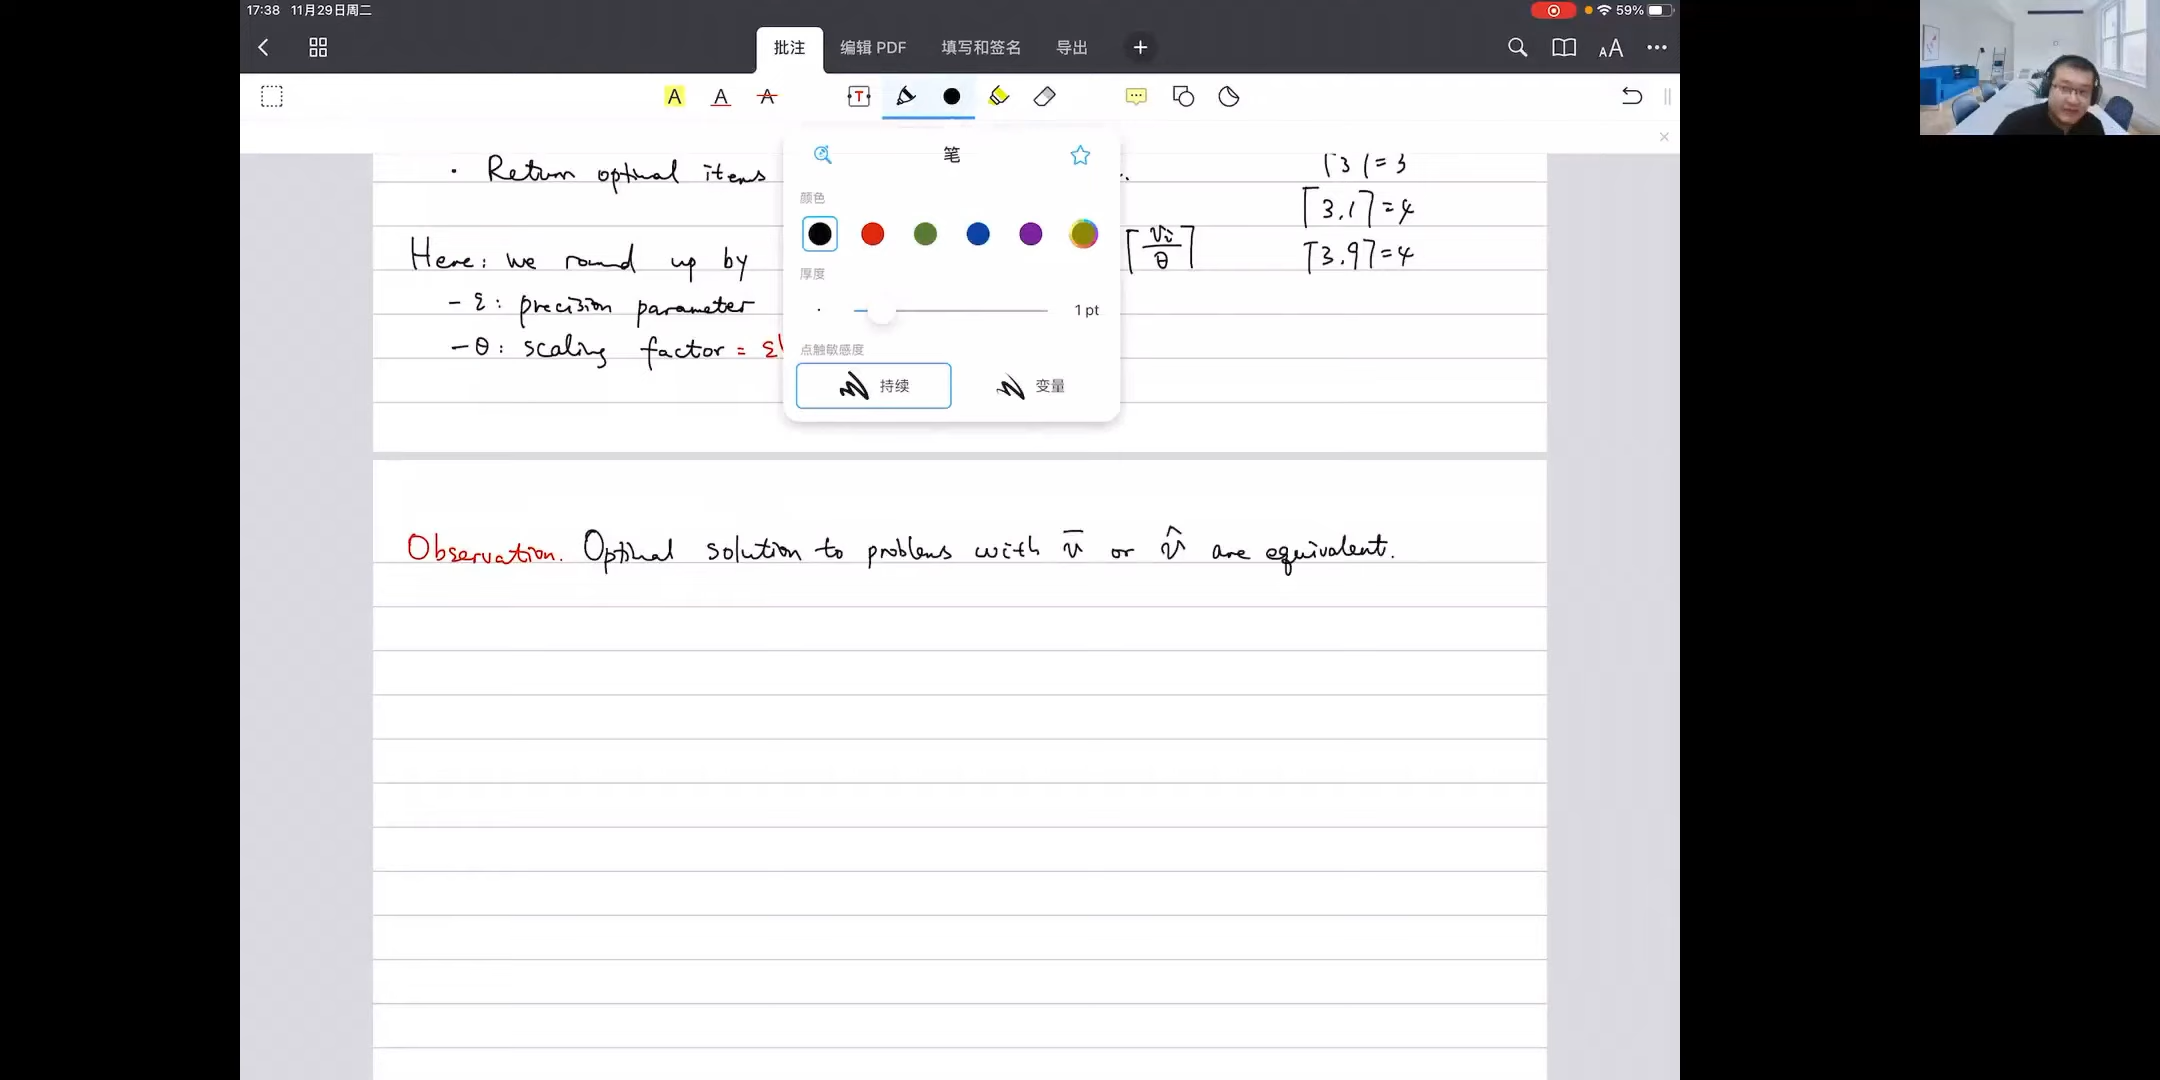 17:38 11月29日周二
59%
批注 编辑 PDF 填写和签名 导出
AA
A A A T
笔
颜色
厚度
1 pt
点触敏感度
持续 变量
· Return optimal items
Here: we round up by
- ε: precision parameter
- θ: scaling factor = ε
⌈v_i/θ⌉
⌈3⌉=3
⌈3.1⌉=4
⌈3.9⌉=4
Observation. Optimal solution to problems with v̄ or v̂ are equivalent.